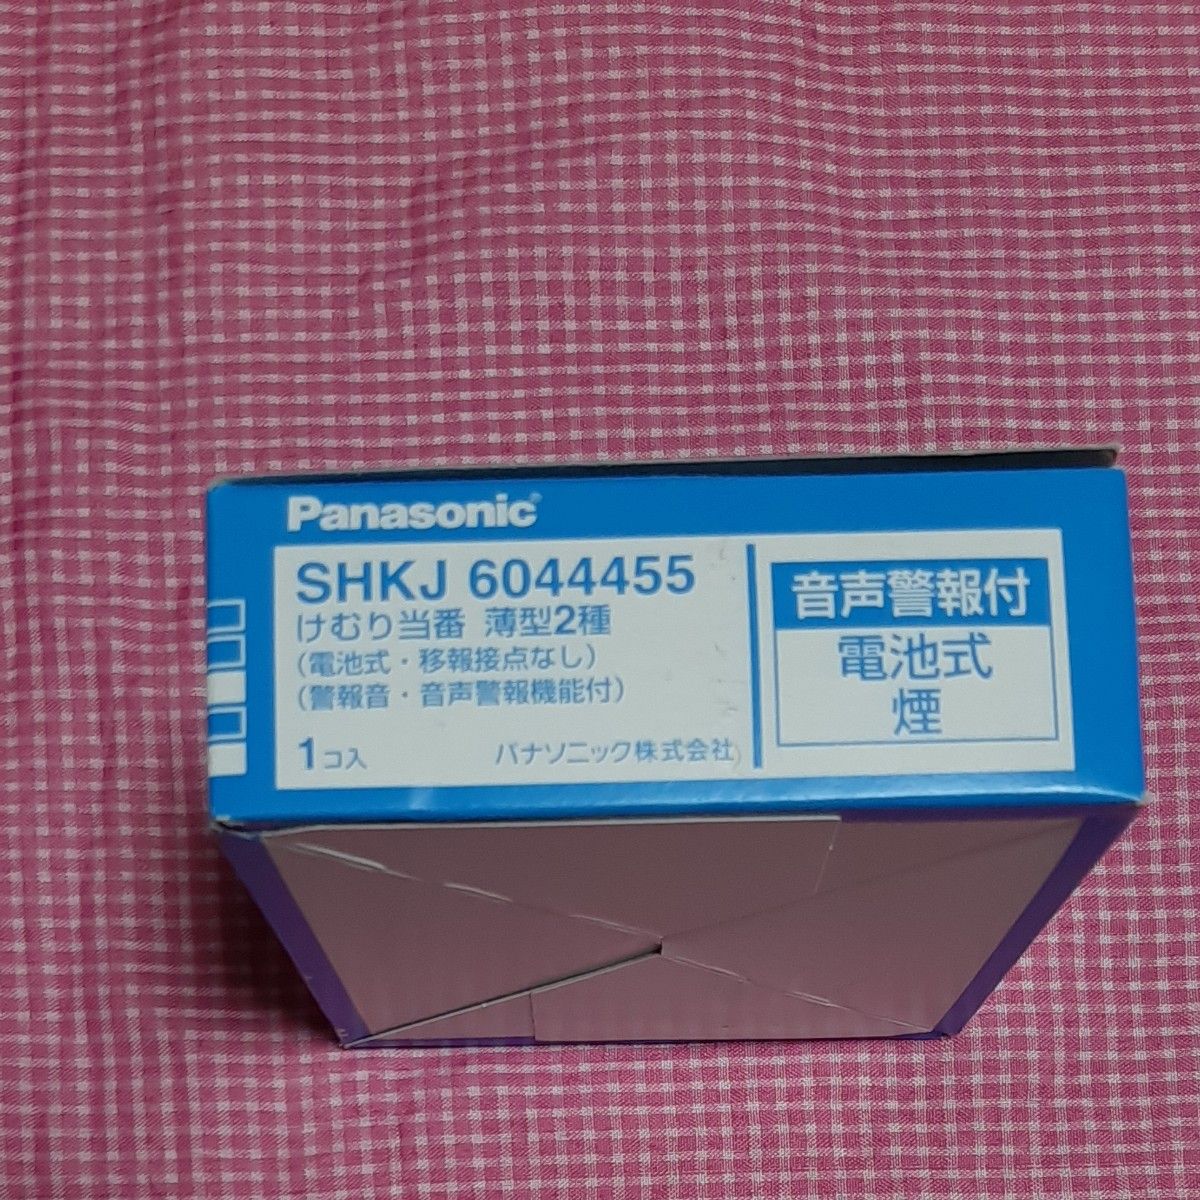 Panasonic
SHKJ 6044455
けむり当番 薄型2種
(電池式・移報接点なし)
(警報音・音声警報機能付)
1コ入
パナソニック株式会社
音声警報付
電池式
煙